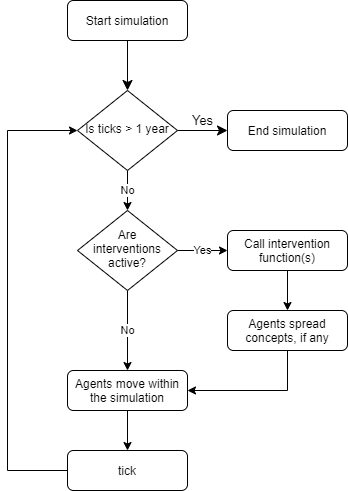 Start simulation
Is ticks > 1 year
Yes
End simulation
No
Are
interventions
active?
Yes
Call intervention
function(s)
No
Agents spread
concepts, if any
Agents move within
the simulation
tick